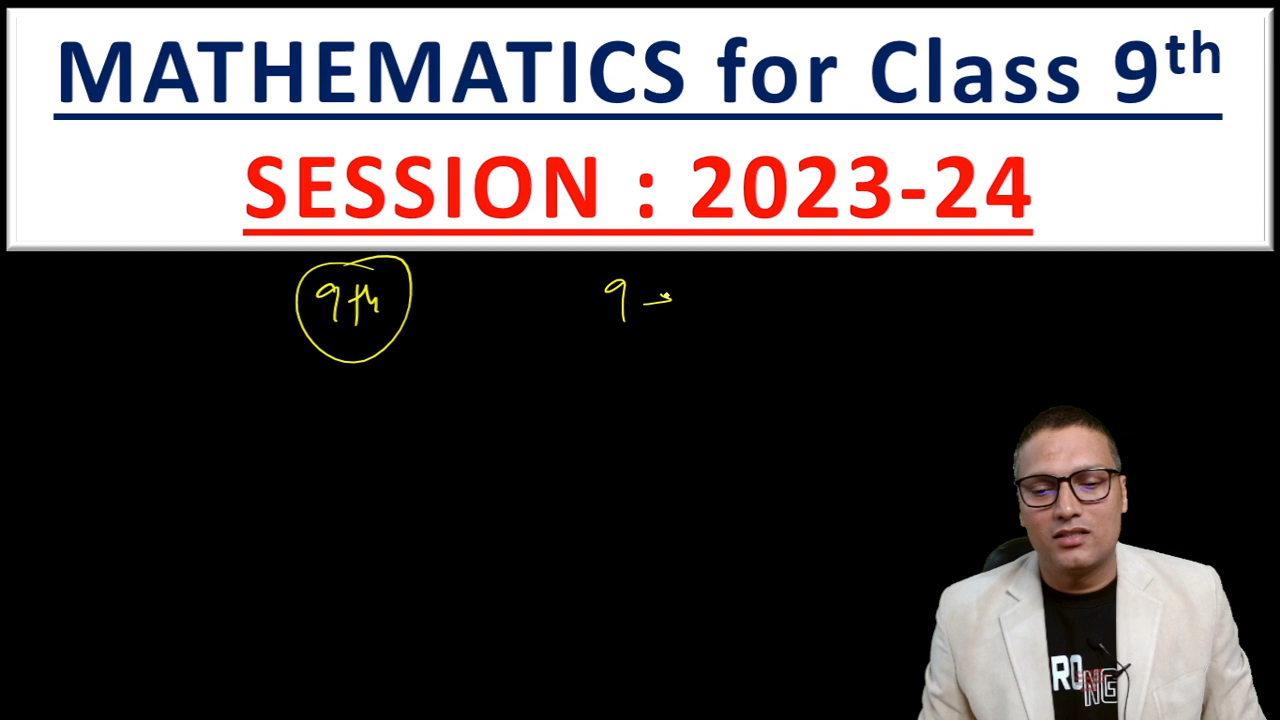 MATHEMATICS for Class 9th
SESSION : 2023-24
9th 9 →